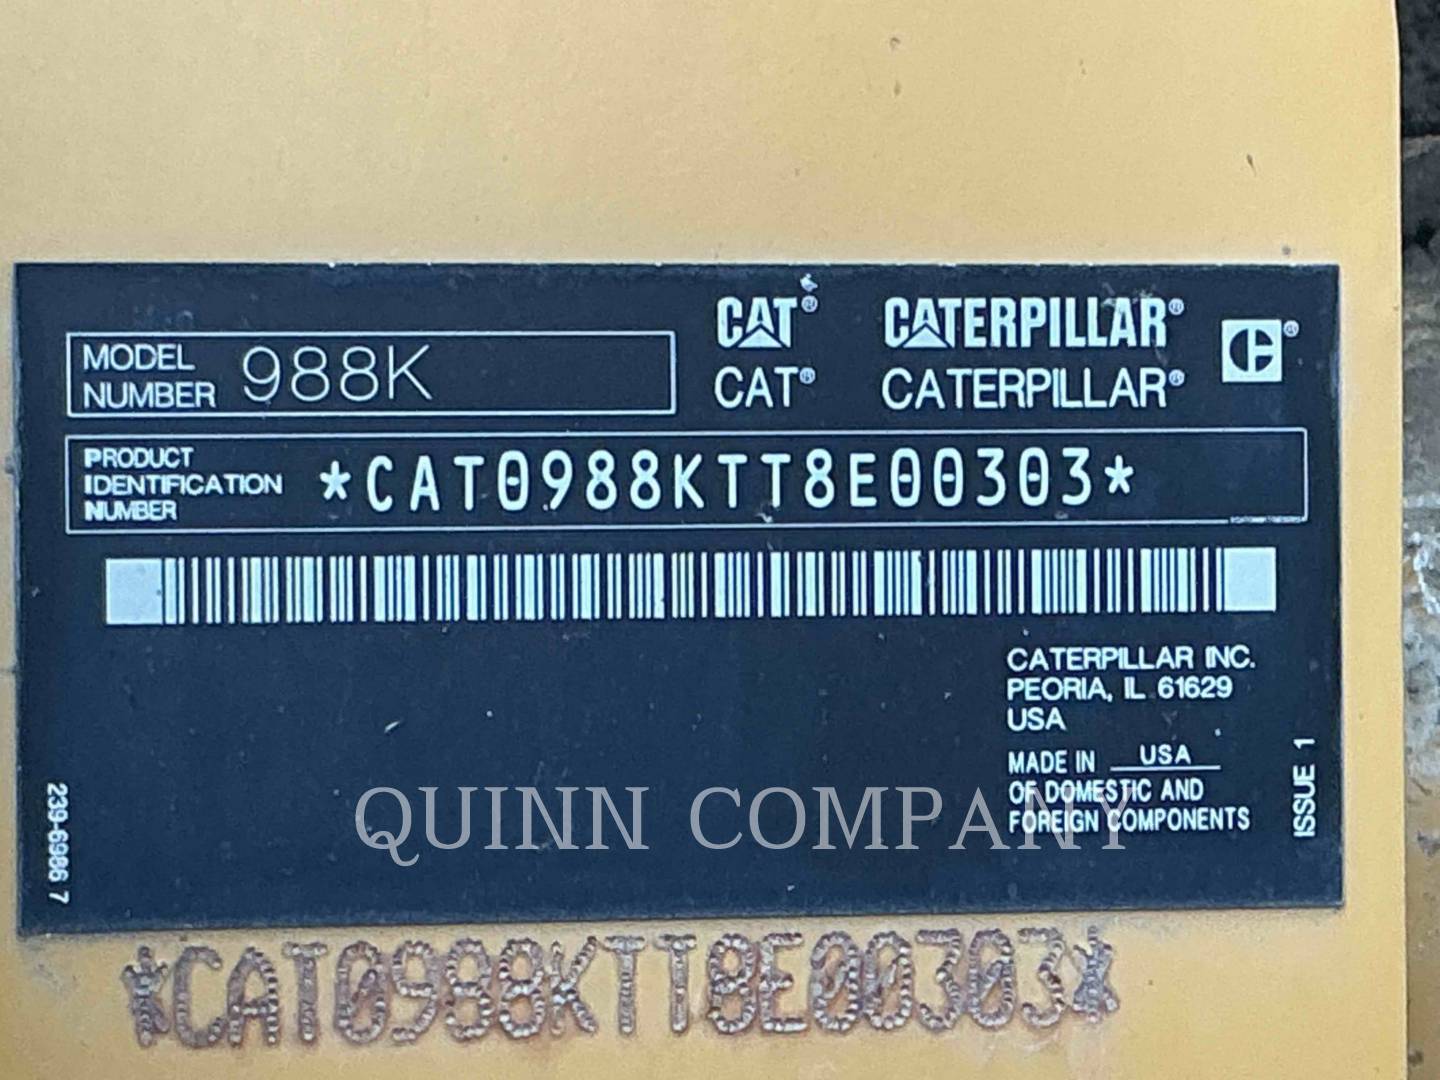 CAT® CATERPILLAR®
MODEL NUMBER 988K
CAT® CATERPILLAR®
PRODUCT IDENTIFICATION NUMBER *CAT0988KTT8E00303*
CATERPILLAR INC.
PEORIA, IL 61629
USA
MADE IN USA
OF DOMESTIC AND
FOREIGN COMPONENTS
ISSUE 1
239-6986 7
QUINN COMPANY
*CAT0988KTT8E00303*